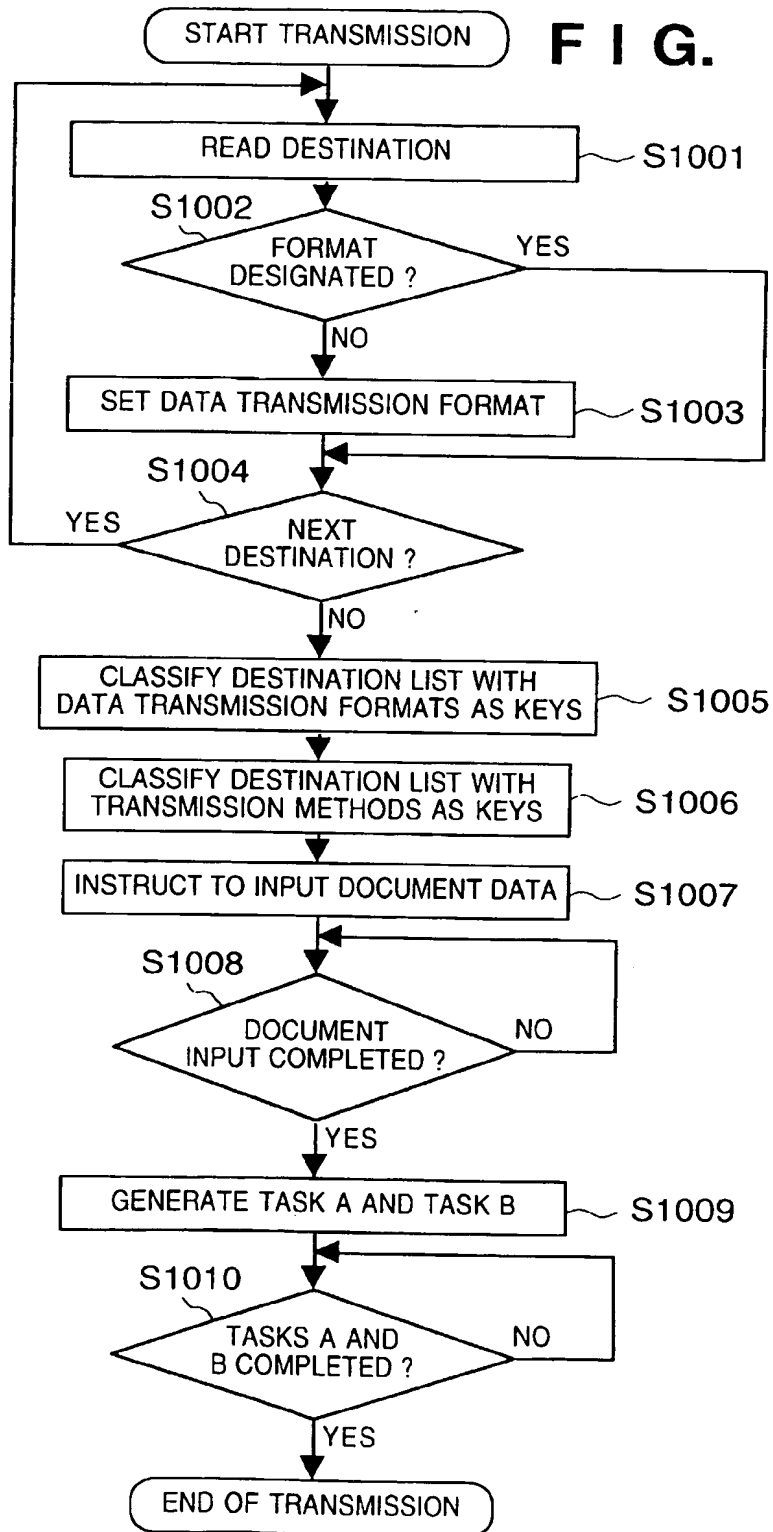 START TRANSMISSION
F I G.
READ DESTINATION
S1001
S1002
FORMAT
DESIGNATED ?
YES
NO
SET DATA TRANSMISSION FORMAT
S1003
S1004
YES
NEXT
DESTINATION ?
NO
CLASSIFY DESTINATION LIST WITH
DATA TRANSMISSION FORMATS AS KEYS
S1005
CLASSIFY DESTINATION LIST WITH
TRANSMISSION METHODS AS KEYS
S1006
INSTRUCT TO INPUT DOCUMENT DATA
S1007
S1008
DOCUMENT
INPUT COMPLETED ?
NO
YES
GENERATE TASK A AND TASK B
S1009
S1010
TASKS A AND
B COMPLETED ?
NO
YES
END OF TRANSMISSION